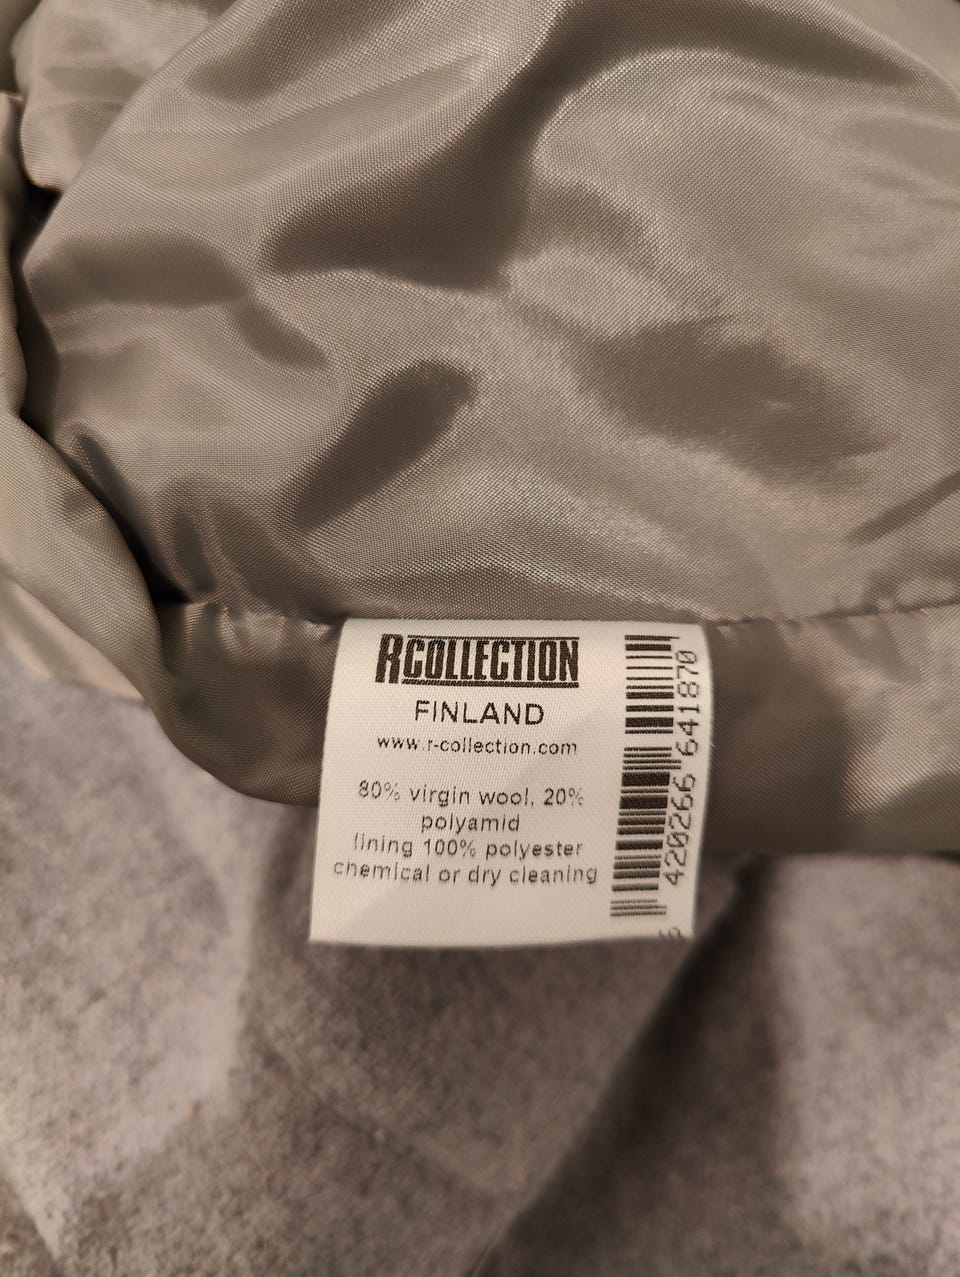 RCOLLECTION
FINLAND
www.r-collection.com
80% virgin wool, 20%
polyamid
lining 100% polyester
chemical or dry cleaning
6 420266 641870